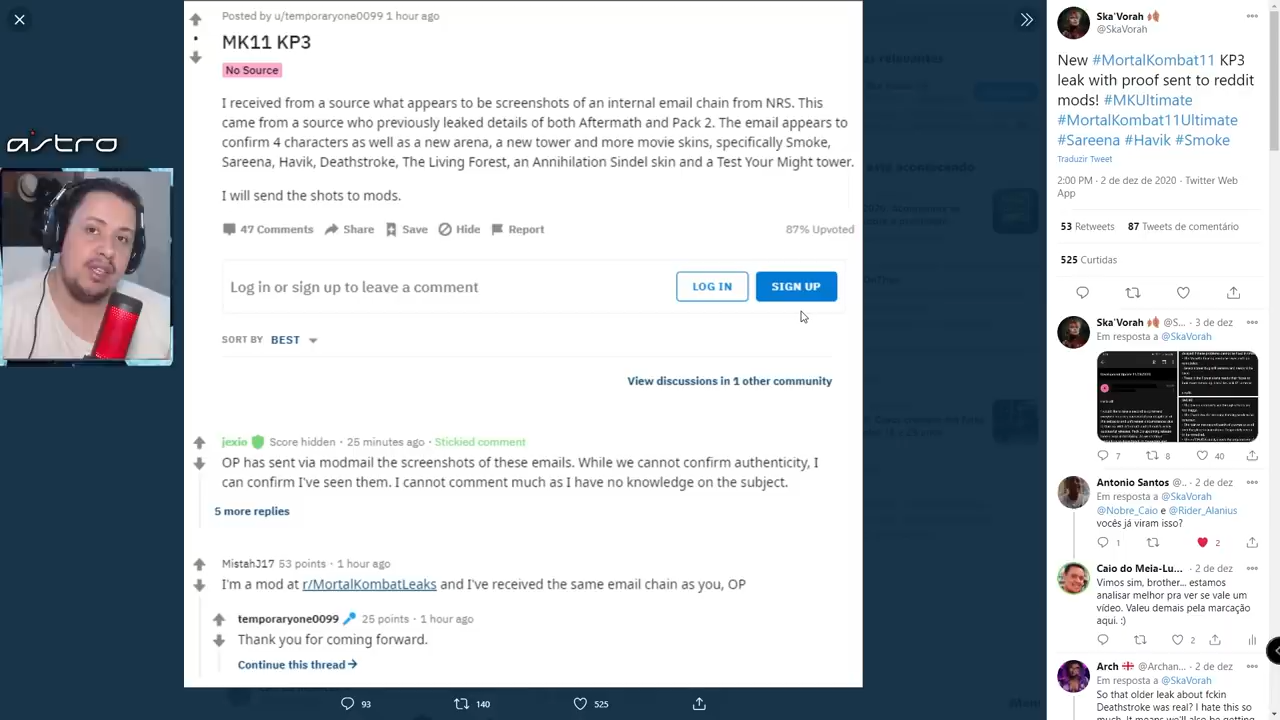 astro
Posted by u/temporaryone0099 1 hour ago
MK11 KP3
No Source
I received from a source what appears to be screenshots of an internal email chain from NRS. This
came from a source who previously leaked details of both Aftermath and Pack 2. The email appears to
confirm 4 characters as well as a new arena, a new tower and more movie skins, specifically Smoke,
Sareena, Havik, Deathstroke, The Living Forest, an Annihilation Sindel skin and a Test Your Might tower.
I will send the shots to mods.
47 Comments Share Save Hide Report 87% Upvoted
Log in or sign up to leave a comment LOG IN SIGN UP
SORT BY BEST
View discussions in 1 other community
jexio Score hidden · 25 minutes ago · Stickied comment
OP has sent via modmail the screenshots of these emails. While we cannot confirm authenticity, I
can confirm I've seen them. I cannot comment much as I have no knowledge on the subject.
5 more replies
MistahJ17 53 points · 1 hour ago
I'm a mod at r/MortalKombatLeaks and I've received the same email chain as you, OP
temporaryone0099 25 points · 1 hour ago
Thank you for coming forward.
Continue this thread
93 140 525
Ska'Vorah
@SkaVorah
New #MortalKombat11 KP3
leak with proof sent to reddit
mods! #MKUltimate
#MortalKombat11Ultimate
#Sareena #Havik #Smoke
Traduzir Tweet
2:00 PM · 2 de dez de 2020 · Twitter Web
App
53 Retweets 87 Tweets de comentário
525 Curtidas
Ska'Vorah @S... · 3 de dez
Em resposta a @SkaVorah
7 8 40
Antonio Santos @.. · 2 de dez
Em resposta a @SkaVorah
@Nobre_Caio e @Rider_Alanius
vocês já viram isso?
1 2
Caio do Meia-Lu... · 2 de dez
Vimos sim, brother... estamos
analisar melhor pra ver se vale um
vídeo. Valeu demais pela marcação
aqui. :)
2
Arch @Archan... · 2 de dez
Em resposta a @SkaVorah
So that older leak about fckin
Deathstroke was real? I hate this so